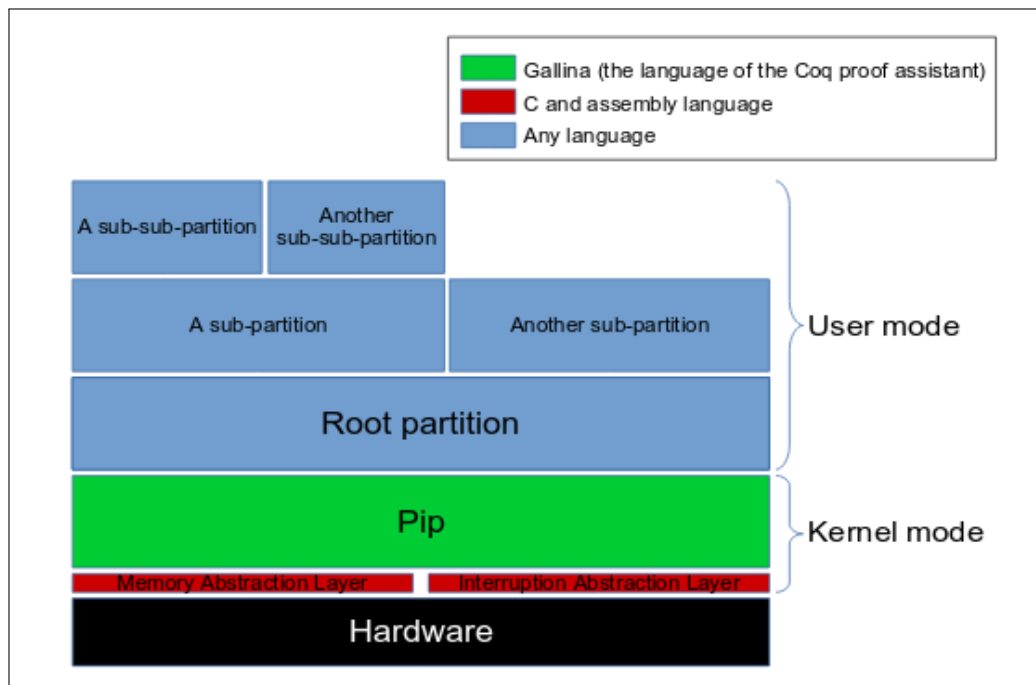 Gallina (the language of the Coq proof assistant)
C and assembly language
Any language
A sub-sub-partition
Another
sub-sub-partition
A sub-partition
Another sub-partition
User mode
Root partition
Pip
Kernel mode
Memory Abstraction Layer
Interruption Abstraction Layer
Hardware